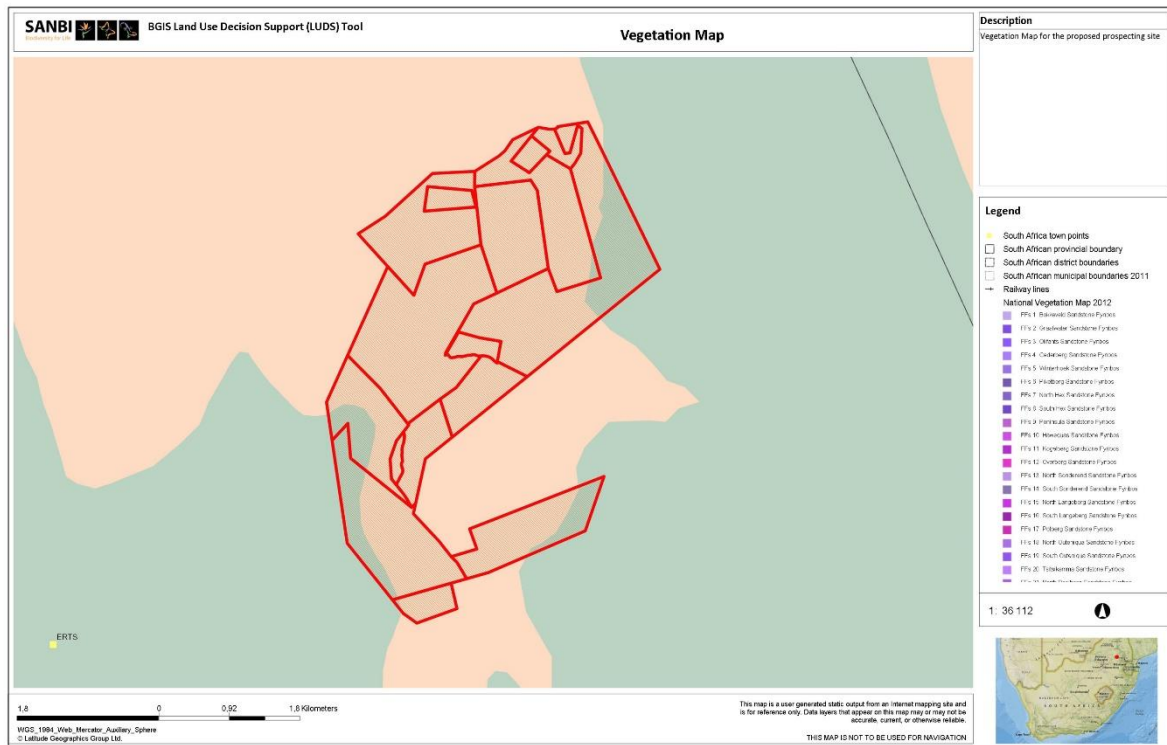 SANBI
Biodiversity for Life
BGIS Land Use Decision Support (LUDS) Tool
Vegetation Map
Description
Vegetation Map for the proposed prospecting site
Legend
South Africa town points
South African provincial boundary
South African district boundaries
South African municipal boundaries 2011
Railway lines
National Vegetation Map 2012
FFs 1 Bokkeveld Sandstone Fynbos
FFs 2 Graafwater Sandstone Fynbos
FFs 3 Olifants Sandstone Fynbos
FFs 4 Cederberg Sandstone Fynbos
FFs 5 Winterhoek Sandstone Fynbos
FFs 6 Piketberg Sandstone Fynbos
FFs 7 North Hex Sandstone Fynbos
FFs 8 South Hex Sandstone Fynbos
FFs 9 Peninsula Sandstone Fynbos
FFs 10 Hawequas Sandstone Fynbos
FFs 11 Kogelberg Sandstone Fynbos
FFs 12 Overberg Sandstone Fynbos
FFs 13 North Sonderend Sandstone Fynbos
FFs 14 South Sonderend Sandstone Fynbos
FFs 15 North Langeberg Sandstone Fynbos
FFs 16 South Langeberg Sandstone Fynbos
FFs 17 Potberg Sandstone Fynbos
FFs 18 North Outeniqua Sandstone Fynbos
FFs 19 South Outeniqua Sandstone Fynbos
FFs 20 Tsitsikamma Sandstone Fynbos
1: 36 112
ERTS
1,8 0 0,92 1,8 Kilometers
WGS_1984_Web_Mercator_Auxiliary_Sphere
© Latitude Geographics Group Ltd.
This map is a user generated static output from an Internet mapping site and
is for reference only. Data layers that appear on this map may or may not be
accurate, current, or otherwise reliable.
THIS MAP IS NOT TO BE USED FOR NAVIGATION
SOUTH AFRICA